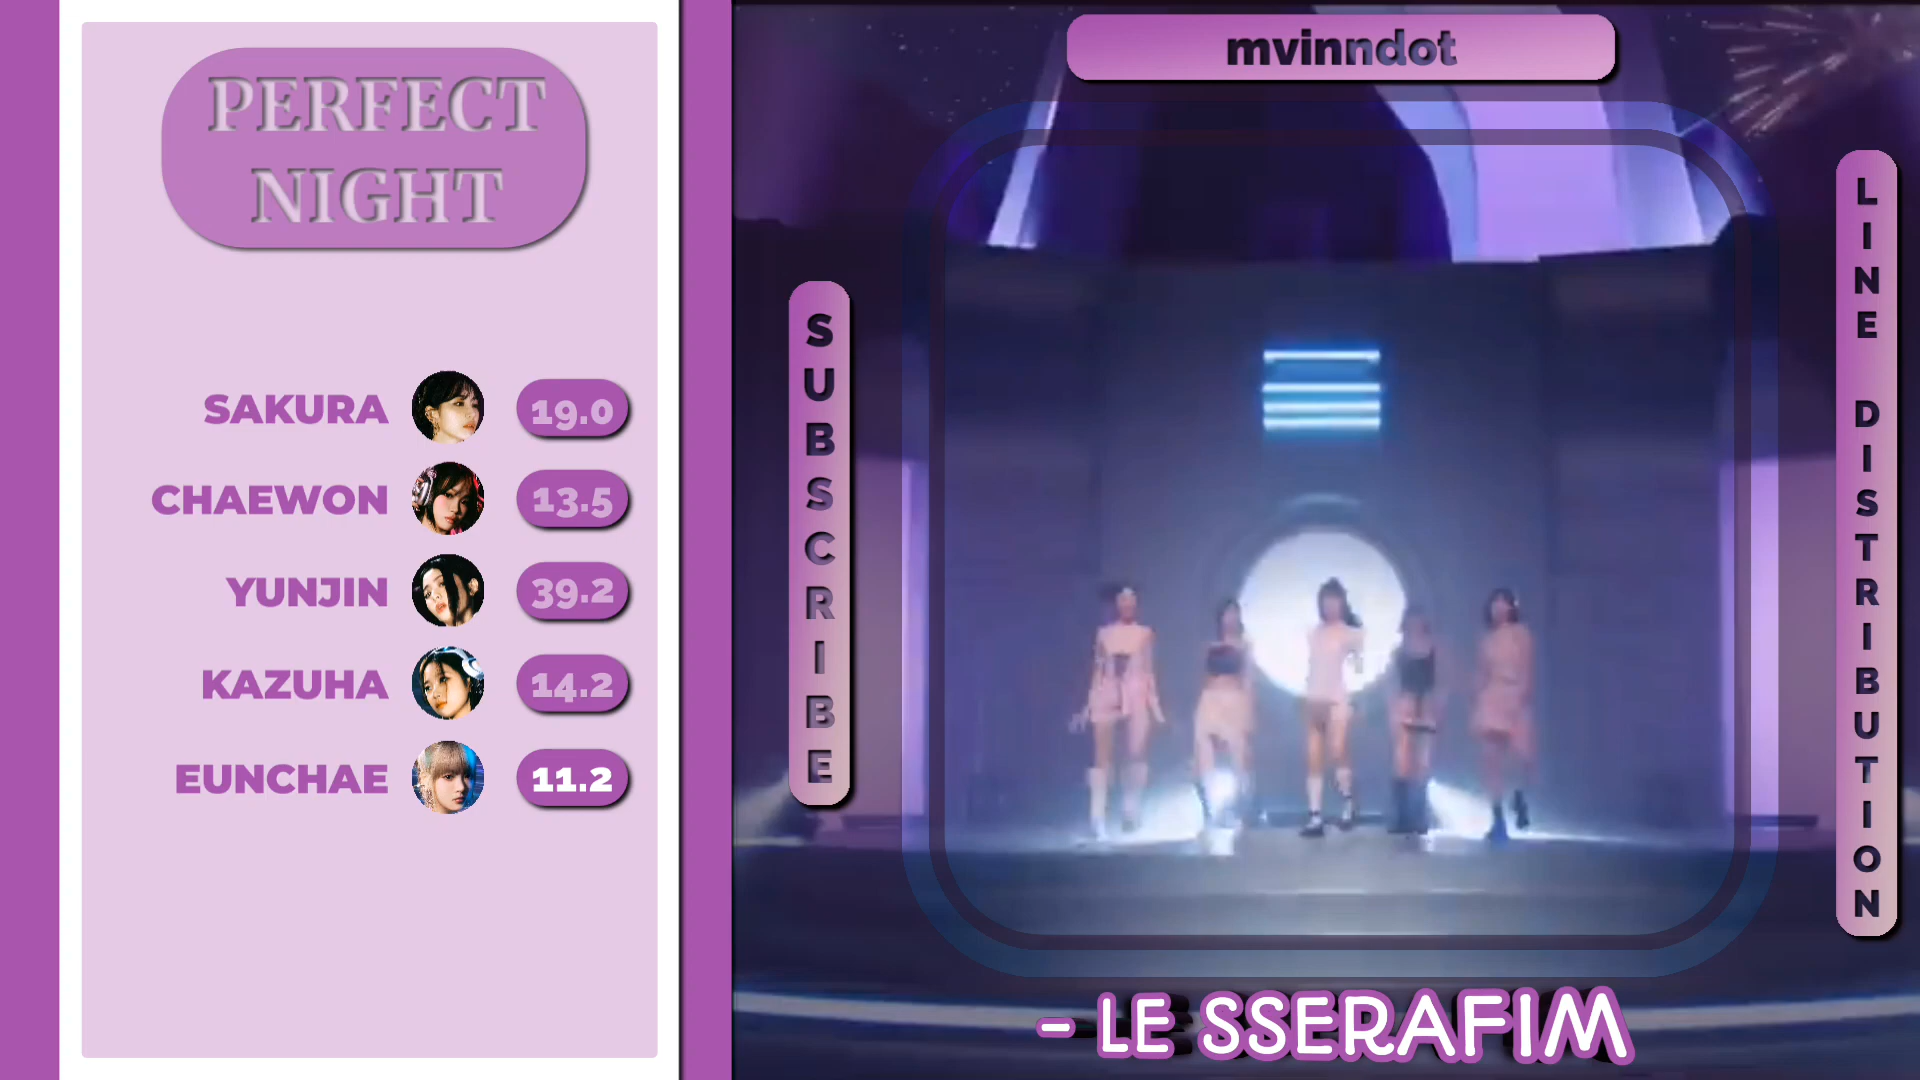 PERFECT
NIGHT
SAKURA 19.0
CHAEWON 13.5
YUNJIN 39.2
KAZUHA 14.2
EUNCHAE 11.2
mvinndot
SUBSCRIBE
LINE DISTRIBUTION
- LE SSERAFIM